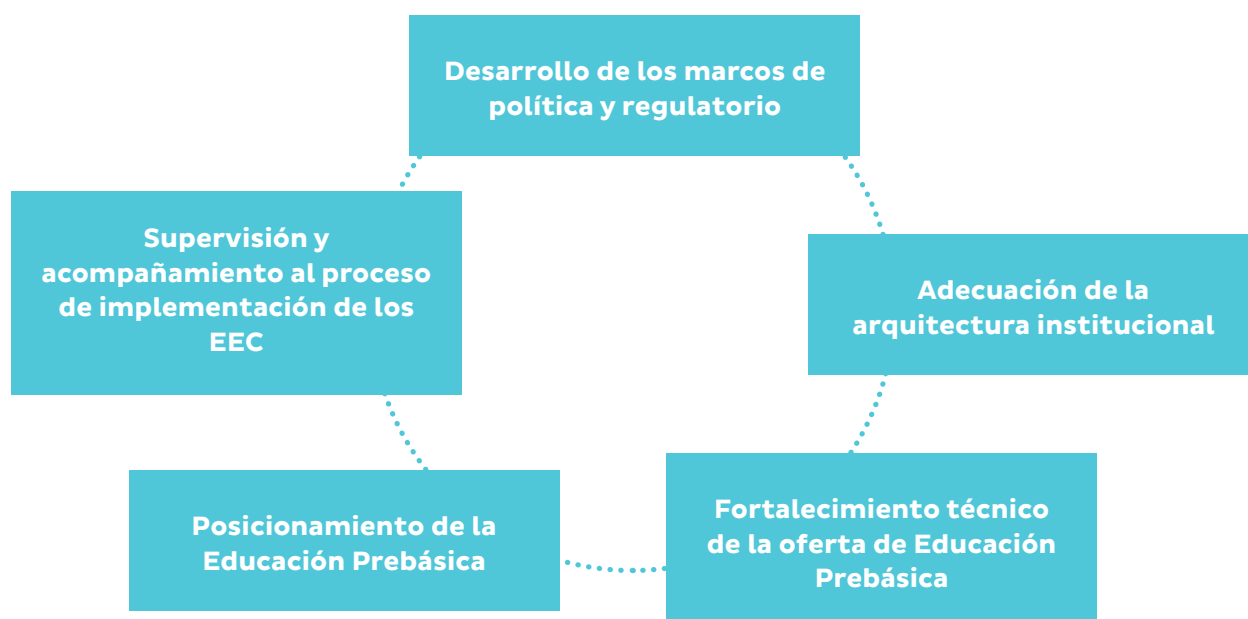 Desarrollo de los marcos de
política y regulatorio
Supervisión y
acompañamiento al proceso
de implementación de los
EEC
Adecuación de la
arquitectura institucional
Posicionamiento de la
Educación Prebásica
Fortalecimiento técnico
de la oferta de Educación
Prebásica